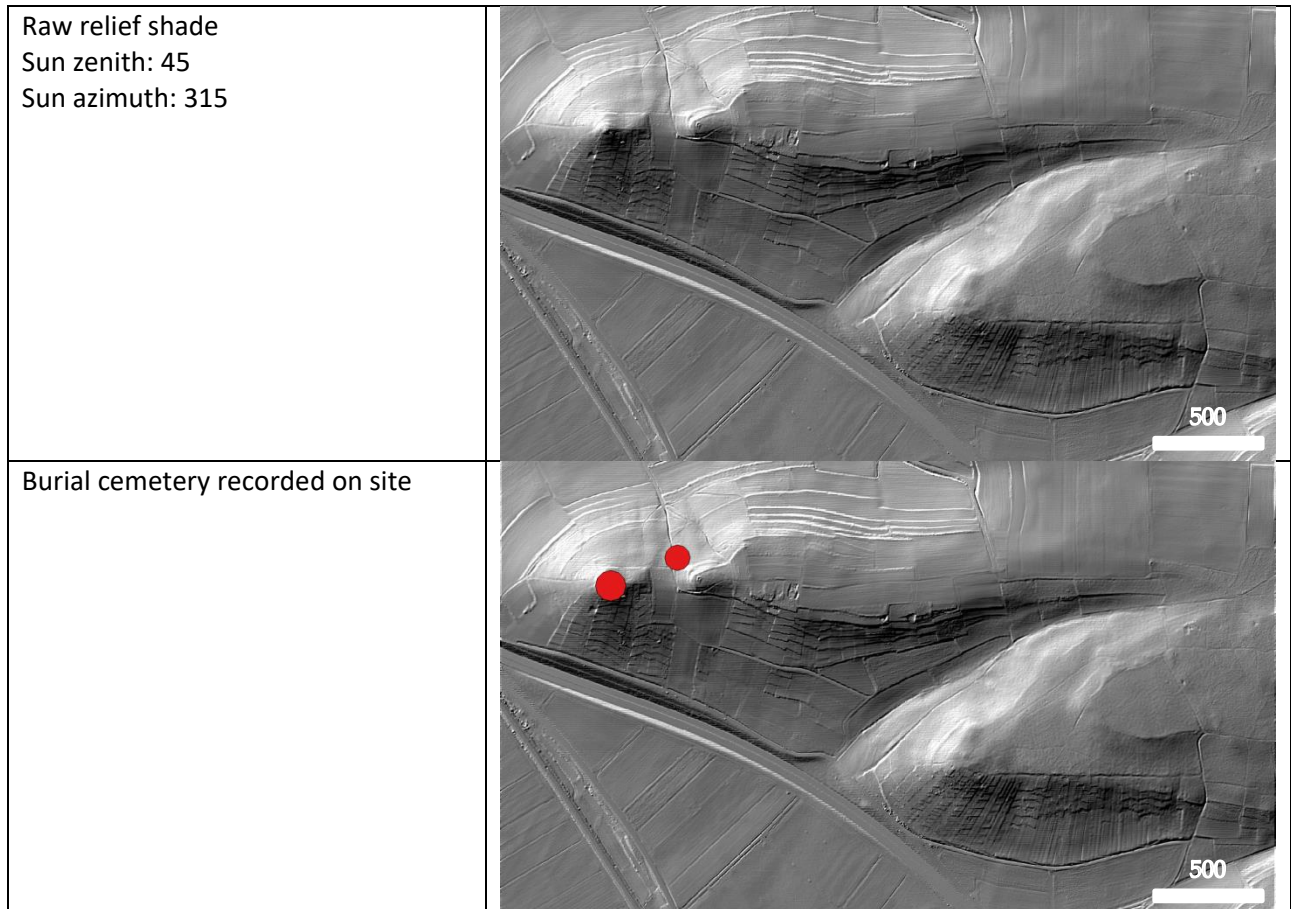 Raw relief shade
Sun zenith: 45
Sun azimuth: 315
500
Burial cemetery recorded on site
500